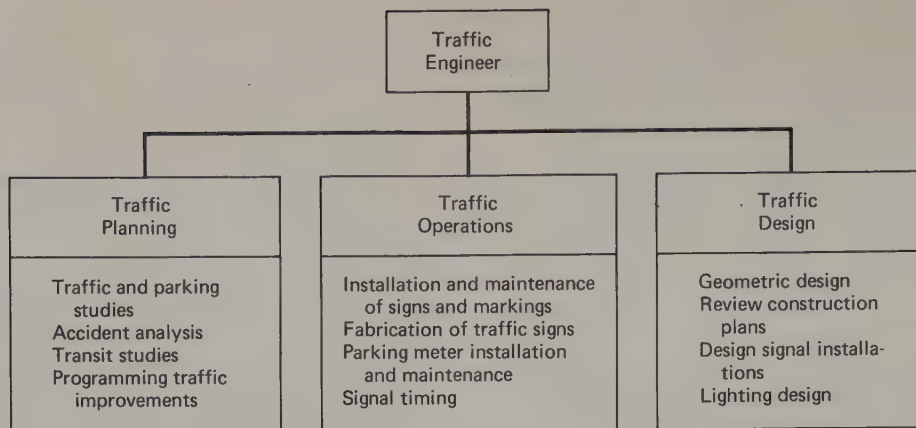 Traffic
Engineer
Traffic
Planning
Traffic and parking
studies
Accident analysis
Transit studies
Programming traffic
improvements
Traffic
Operations
Installation and maintenance
of signs and markings
Fabrication of traffic signs
Parking meter installation
and maintenance
Signal timing
Traffic
Design
Geometric design
Review construction
plans
Design signal installa-
tions
Lighting design